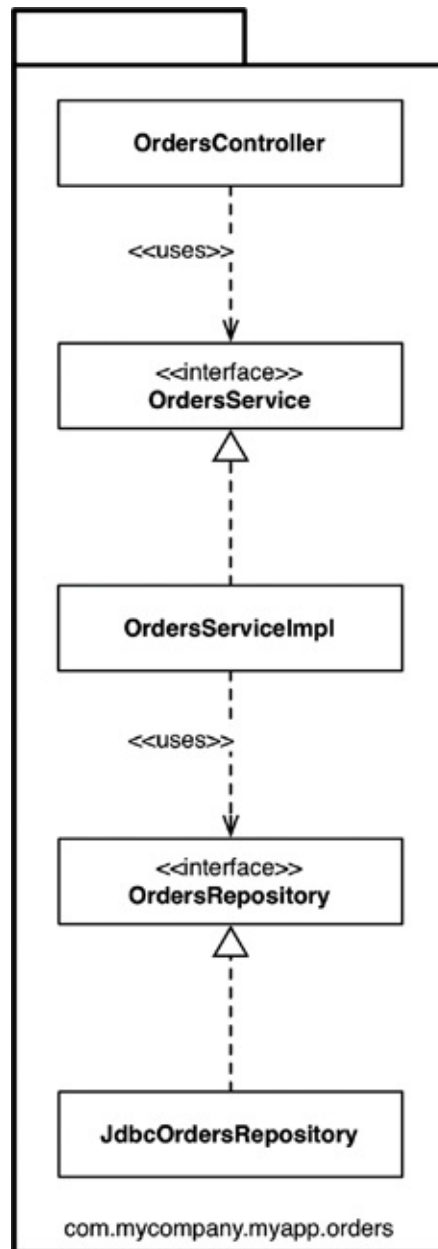 OrdersController
<<uses>>
<<interface>>
OrdersService
OrdersServiceImpl
<<uses>>
<<interface>>
OrdersRepository
JdbcOrdersRepository
com.mycompany.myapp.orders